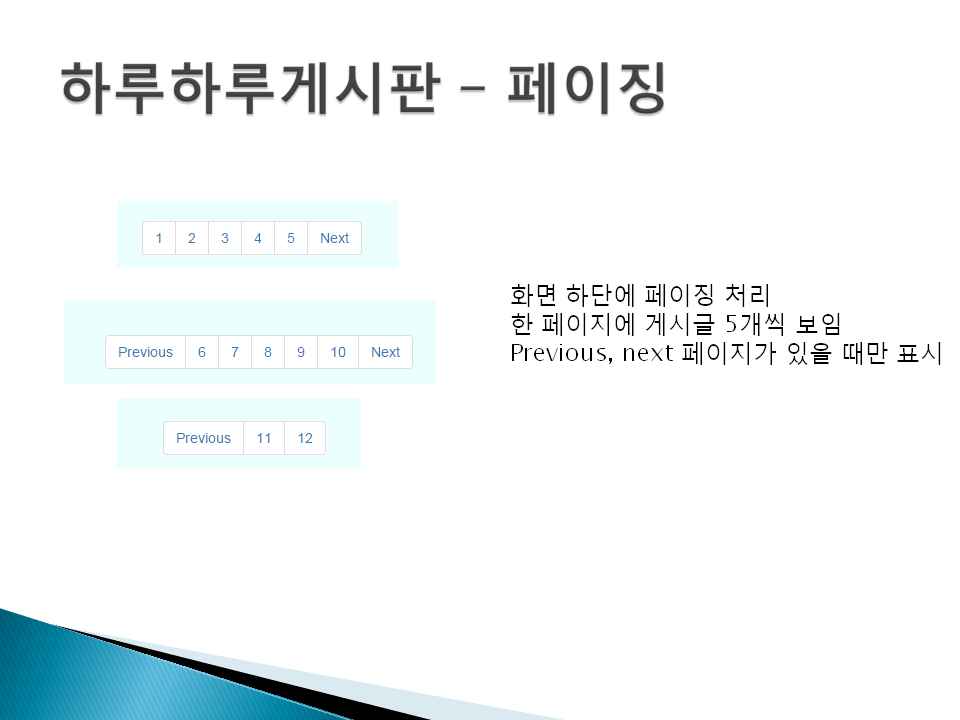 하루하루게시판 – 페이징
1 2 3 4 5 Next
Previous 6 7 8 9 10 Next
Previous 11 12
화면 하단에 페이징 처리
한 페이지에 게시글 5개씩 보임
Previous, next 페이지가 있을 때만 표시